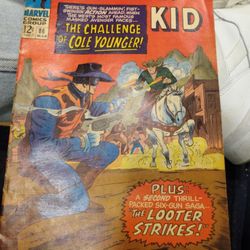 MARVEL
COMICS
GROUP
12¢
86
"THERE'S GUN-SLAMMIN', FIST-
SWINGIN' ACTION AHEAD WHEN
THE WEST'S MOST FAMOUS
MASKED AVENGER FACES...
THE CHALLENGE
OF COLE YOUNGER!
KID
PLUS
A SECOND THRILL-
PACKED SIX-GUN SAGA...
THE LOOTER
STRIKES!